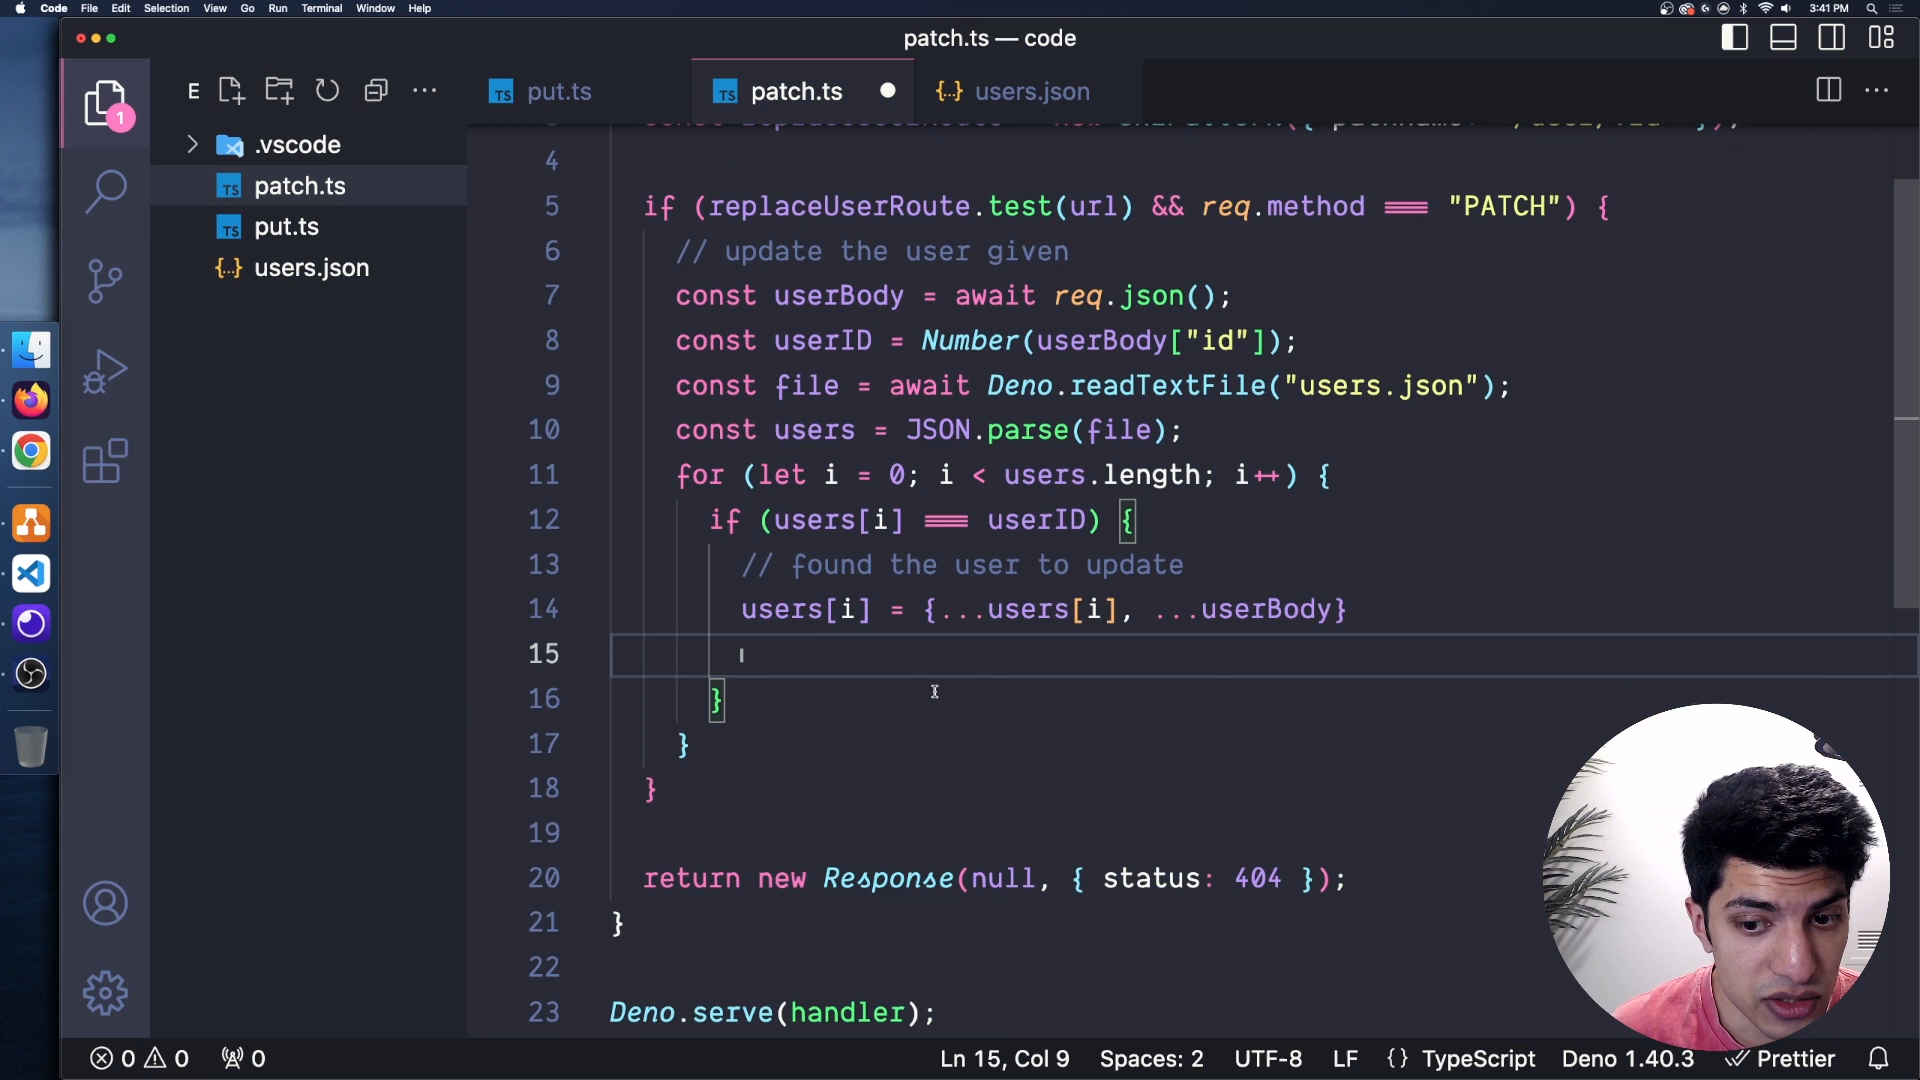 Code File Edit Selection View Go Run Terminal Window Help
3:41 PM
patch.ts — code
E
put.ts
patch.ts
users.json
1
.vscode
patch.ts
put.ts
users.json
4
5 if (replaceUserRoute.test(url) && req.method === "PATCH") {
6 // update the user given
7 const userBody = await req.json();
8 const userID = Number(userBody["id"]);
9 const file = await Deno.readTextFile("users.json");
10 const users = JSON.parse(file);
11 for (let i = 0; i < users.length; i++) {
12 if (users[i] === userID) {
13 // found the user to update
14 users[i] = {...users[i], ...userBody}
15
16 }
17 }
18 }
19
20 return new Response(null, { status: 404 });
21 }
22
23 Deno.serve(handler);
0 0 0
Ln 15, Col 9 Spaces: 2 UTF-8 LF {} TypeScript Deno 1.40.3 Prettier